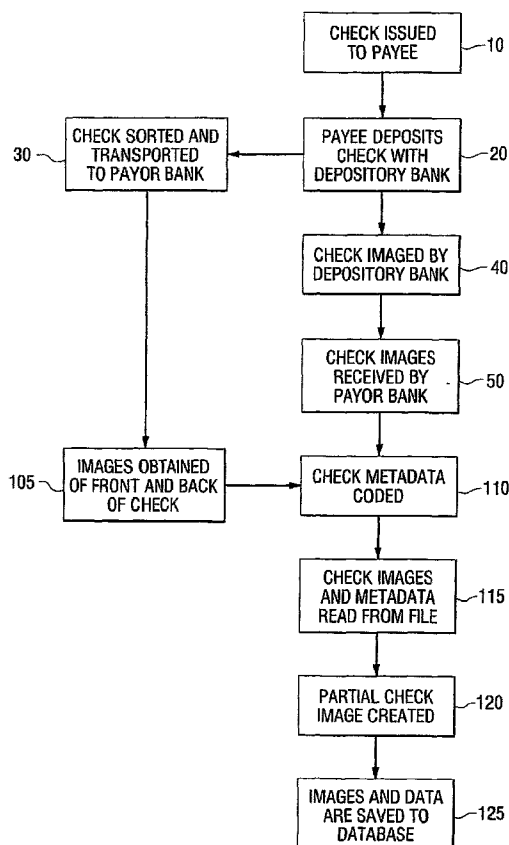 CHECK ISSUED
TO PAYEE
10
CHECK SORTED AND
TRANSPORTED
TO PAYOR BANK
30
PAYEE DEPOSITS
CHECK WITH
DEPOSITORY BANK
20
CHECK IMAGED BY
DEPOSITORY BANK
40
CHECK IMAGES
RECEIVED BY
PAYOR BANK
50
IMAGES OBTAINED
OF FRONT AND BACK
OF CHECK
105
CHECK METADATA
CODED
110
CHECK IMAGES
AND METADATA
READ FROM FILE
115
PARTIAL CHECK
IMAGE CREATED
120
IMAGES AND DATA
ARE SAVED TO
DATABASE
125